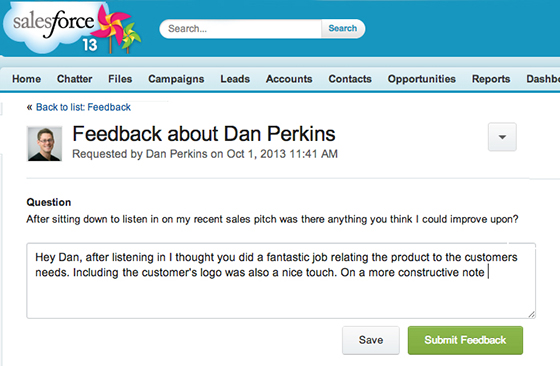 salesforce
13
Search...
Search
Home Chatter Files Campaigns Leads Accounts Contacts Opportunities Reports Dashbo
« Back to list: Feedback
Feedback about Dan Perkins
Requested by Dan Perkins on Oct 1, 2013 11:41 AM
Question
After sitting down to listen in on my recent sales pitch was there anything you think I could improve upon?
Hey Dan, after listening in I thought you did a fantastic job relating the product to the customers
needs. Including the customer's logo was also a nice touch. On a more constructive note
Save Submit Feedback